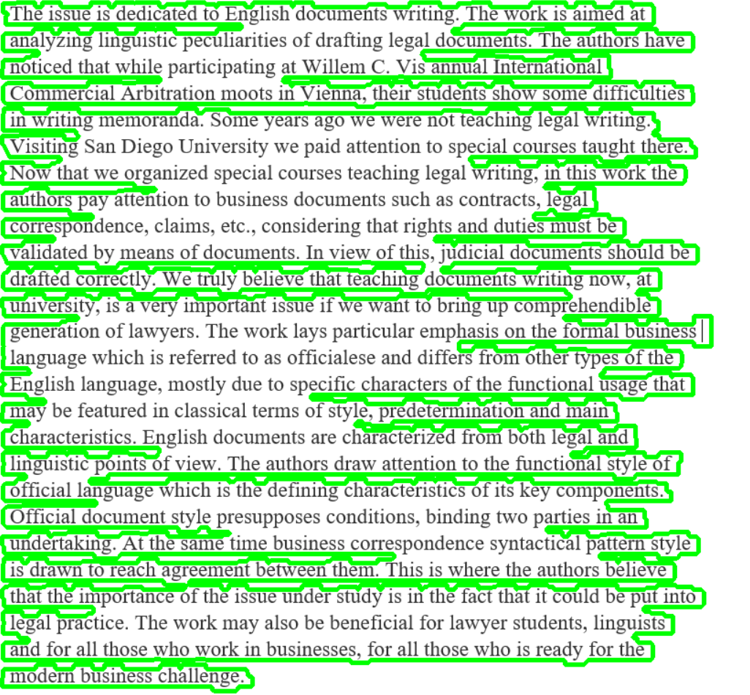 The issue is dedicated to English documents writing. The work is aimed at
analyzing linguistic peculiarities of drafting legal documents. The authors have
noticed that while participating at Willem C. Vis annual International
Commercial Arbitration moots in Vienna, their students show some difficulties
in writing memoranda. Some years ago we were not teaching legal writing.
Visiting San Diego University we paid attention to special courses taught there.
Now that we organized special courses teaching legal writing, in this work the
authors pay attention to business documents such as contracts, legal
correspondence, claims, etc., considering that rights and duties must be
validated by means of documents. In view of this, judicial documents should be
drafted correctly. We truly believe that teaching documents writing now, at
university, is a very important issue if we want to bring up comprehendible
generation of lawyers. The work lays particular emphasis on the formal business
language which is referred to as officialese and differs from other types of the
English language, mostly due to specific characters of the functional usage that
may be featured in classical terms of style, predetermination and main
characteristics. English documents are characterized from both legal and
linguistic points of view. The authors draw attention to the functional style of
official language which is the defining characteristics of its key components.
Official document style presupposes conditions, binding two parties in an
undertaking. At the same time business correspondence syntactical pattern style
is drawn to reach agreement between them. This is where the authors believe
that the importance of the issue under study is in the fact that it could be put into
legal practice. The work may also be beneficial for lawyer students, linguists
and for all those who work in businesses, for all those who is ready for the
modern business challenge.